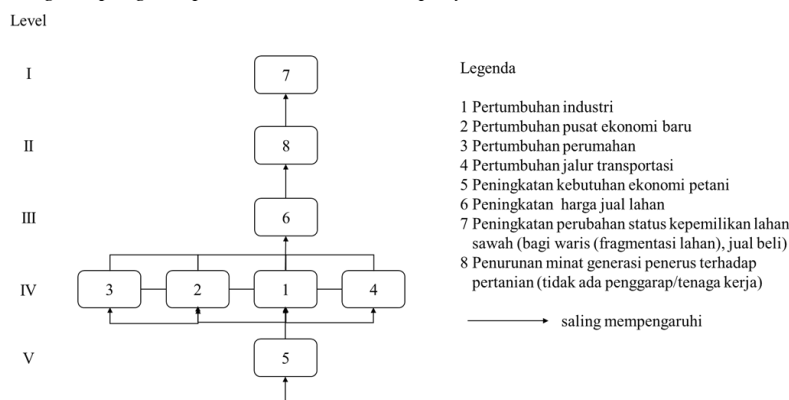 Level
I
7
II
8
III
6
IV
3
2
1
4
V
5
Legenda
1 Pertumbuhan industri
2 Pertumbuhan pusat ekonomi baru
3 Pertumbuhan perumahan
4 Pertumbuhan jalur transportasi
5 Peningkatan kebutuhan ekonomi petani
6 Peningkatan harga jual lahan
7 Peningkatan perubahan status kepemilikan lahan
sawah (bagi waris (fragmentasi lahan), jual beli)
8 Penurunan minat generasi penerus terhadap
pertanian (tidak ada penggarap/tenaga kerja)
saling mempengaruhi